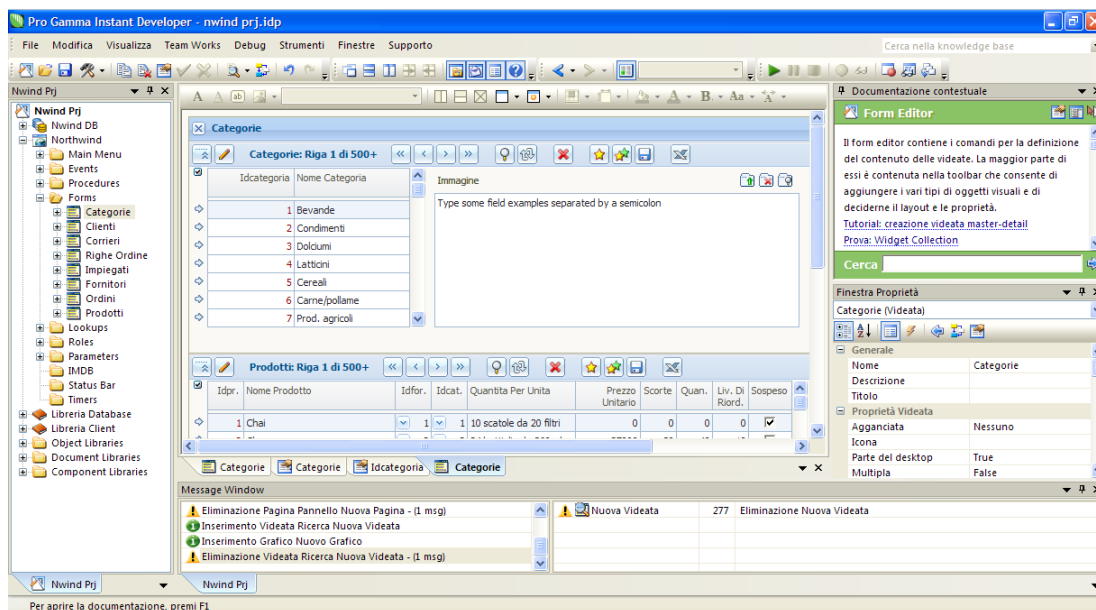 Pro Gamma Instant Developer - nwind prj.idp
File Modifica Visualizza Team Works Debug Strumenti Finestre Supporto
Cerca nella knowledge base
Nwind Prj
Nwind Prj
Nwind DB
Northwind
Main Menu
Events
Procedures
Forms
Categorie
Clienti
Corrieri
Righe Ordine
Impiegati
Fornitori
Ordini
Prodotti
Lookups
Roles
Parameters
IMDB
Status Bar
Timers
Libreria Database
Libreria Client
Object Libraries
Document Libraries
Component Libraries
Nwind Prj
A A ab B Aa
Categorie
Categorie: Riga 1 di 500+
Idcategoria Nome Categoria
1 Bevande
2 Condimenti
3 Dolciumi
4 Latticini
5 Cereali
6 Carne/pollame
7 Prod. agricoli
Immagine
Type some field examples separated by a semicolon
Prodotti: Riga 1 di 500+
Idpr. Nome Prodotto Idfor. Idcat. Quantita Per Unita Prezzo Unitario Scorte Quan. Liv. Di Riord. Sospeso
1 Chai 1 1 10 scatole da 20 filtri 0 0 0 0
Categorie Categorie Idcategoria Categorie
Documentazione contestuale
Form Editor
Il form editor contiene i comandi per la definizione
del contenuto delle videate. La maggior parte di
essi è contenuta nella toolbar che consente di
aggiungere i vari tipi di oggetti visuali e di
deciderne il layout e le proprietà.
Tutorial: creazione videata master-detail
Prova: Widget Collection
Cerca
Finestra Proprietà
Categorie (Videata)
Generale
Nome Categorie
Descrizione
Titolo
Proprietà Videata
Agganciata Nessuno
Icona
Parte del desktop True
Multipla False
Message Window
Eliminazione Pagina Pannello Nuova Pagina - (1 msg)
Inserimento Videata Ricerca Nuova Videata
Inserimento Grafico Nuovo Grafico
Eliminazione Videata Ricerca Nuova Videata - (1 msg)
Nuova Videata 277 Eliminazione Nuova Videata
Nwind Prj
Per aprire la documentazione, premi F1